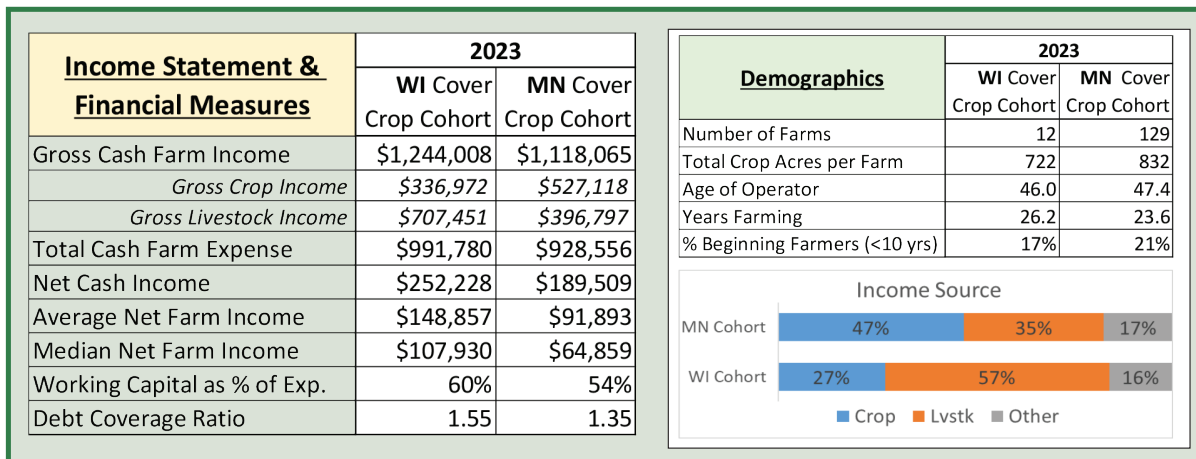 Income Statement &
Financial Measures
2023
WI Cover
Crop Cohort
MN Cover
Crop Cohort
Gross Cash Farm Income $1,244,008 $1,118,065
Gross Crop Income $336,972 $527,118
Gross Livestock Income $707,451 $396,797
Total Cash Farm Expense $991,780 $928,556
Net Cash Income $252,228 $189,509
Average Net Farm Income $148,857 $91,893
Median Net Farm Income $107,930 $64,859
Working Capital as % of Exp. 60% 54%
Debt Coverage Ratio 1.55 1.35
Demographics
2023
WI Cover
Crop Cohort
MN Cover
Crop Cohort
Number of Farms 12 129
Total Crop Acres per Farm 722 832
Age of Operator 46.0 47.4
Years Farming 26.2 23.6
% Beginning Farmers (<10 yrs) 17% 21%
Income Source
MN Cohort 47% 35% 17%
WI Cohort 27% 57% 16%
Crop Lvstk Other